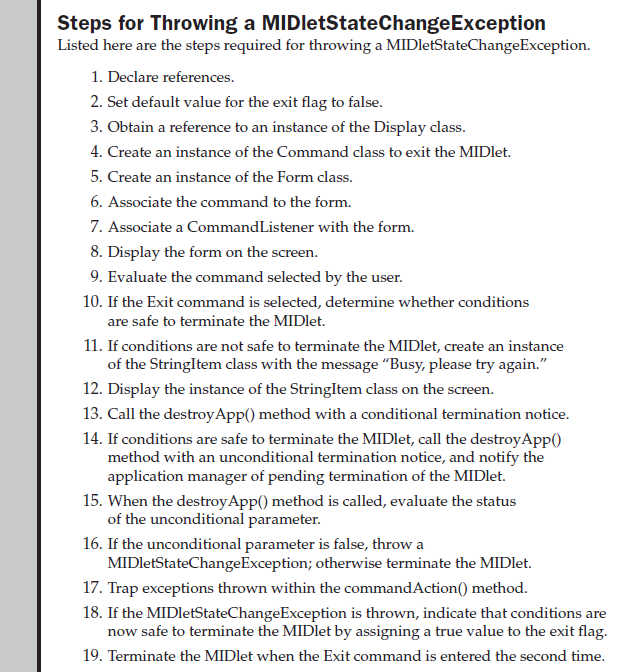 Steps for Throwing a MIDletStateChangeException
Listed here are the steps required for throwing a MIDletStateChangeException.
1. Declare references.
2. Set default value for the exit flag to false.
3. Obtain a reference to an instance of the Display class.
4. Create an instance of the Command class to exit the MIDlet.
5. Create an instance of the Form class.
6. Associate the command to the form.
7. Associate a CommandListener with the form.
8. Display the form on the screen.
9. Evaluate the command selected by the user.
10. If the Exit command is selected, determine whether conditions
are safe to terminate the MIDlet.
11. If conditions are not safe to terminate the MIDlet, create an instance
of the StringItem class with the message “Busy, please try again.”
12. Display the instance of the StringItem class on the screen.
13. Call the destroyApp() method with a conditional termination notice.
14. If conditions are safe to terminate the MIDlet, call the destroyApp()
method with an unconditional termination notice, and notify the
application manager of pending termination of the MIDlet.
15. When the destroyApp() method is called, evaluate the status
of the unconditional parameter.
16. If the unconditional parameter is false, throw a
MIDletStateChangeException; otherwise terminate the MIDlet.
17. Trap exceptions thrown within the commandAction() method.
18. If the MIDletStateChangeException is thrown, indicate that conditions are
now safe to terminate the MIDlet by assigning a true value to the exit flag.
19. Terminate the MIDlet when the Exit command is entered the second time.